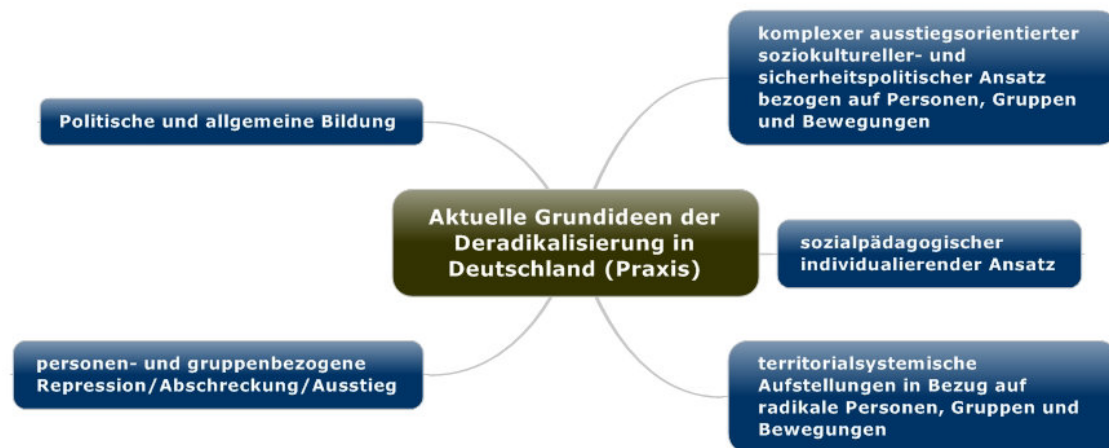 komplexer ausstiegsorientierter
soziokultureller- und
sicherheitspolitischer Ansatz
bezogen auf Personen, Gruppen
und Bewegungen
Politische und allgemeine Bildung
Aktuelle Grundideen der
Deradikalisierung in
Deutschland (Praxis)
sozialpädagogischer
individualierender Ansatz
personen- und gruppenbezogene
Repression/Abschreckung/Ausstieg
territorialsystemische
Aufstellungen in Bezug auf
radikale Personen, Gruppen und
Bewegungen